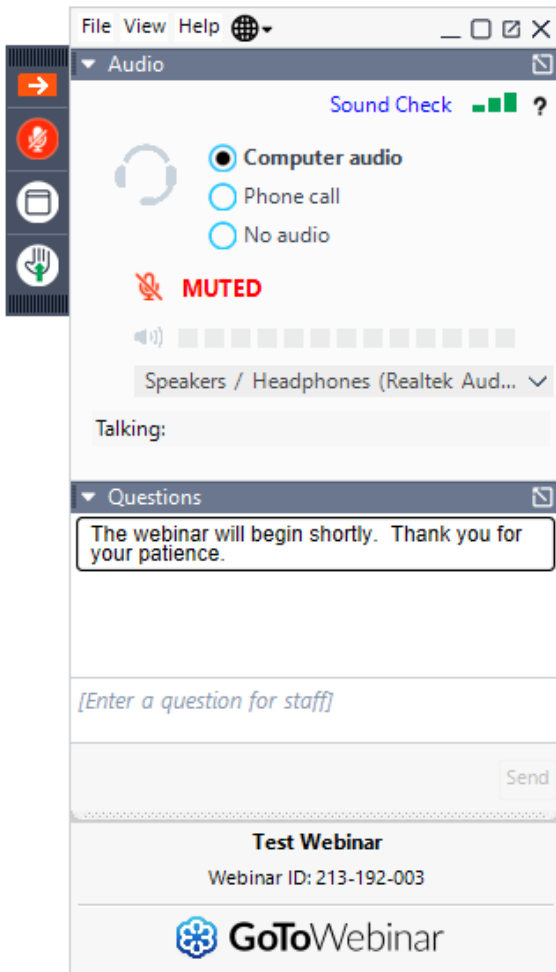 File View Help
Audio
Sound Check ?
Computer audio
Phone call
No audio
MUTED
Speakers / Headphones (Realtek Aud...
Talking:
Questions
The webinar will begin shortly. Thank you for
your patience.
[Enter a question for staff]
Send
Test Webinar
Webinar ID: 213-192-003
GoToWebinar